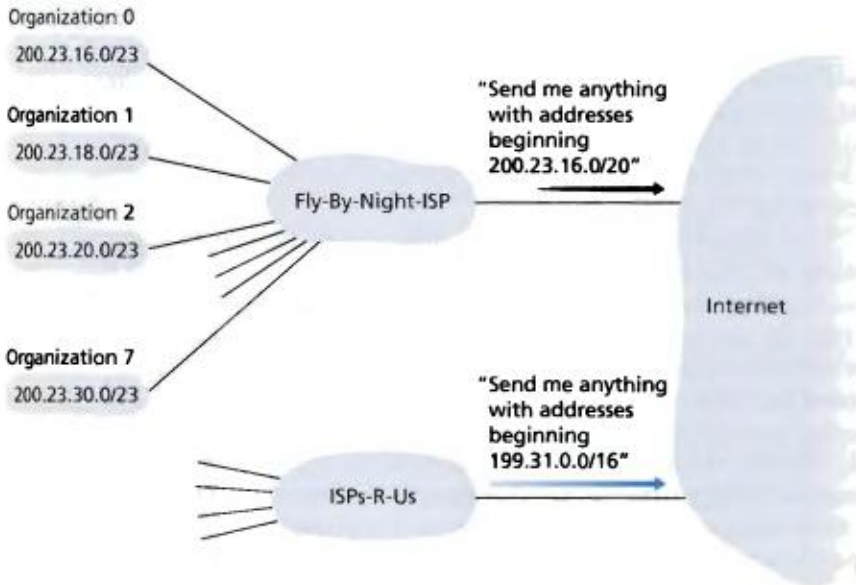 Organization 0
200.23.16.0/23
Organization 1
200.23.18.0/23
Organization 2
200.23.20.0/23
Organization 7
200.23.30.0/23
Fly-By-Night-ISP
"Send me anything
with addresses
beginning
200.23.16.0/20"
Internet
"Send me anything
with addresses
beginning
199.31.0.0/16"
ISPs-R-Us